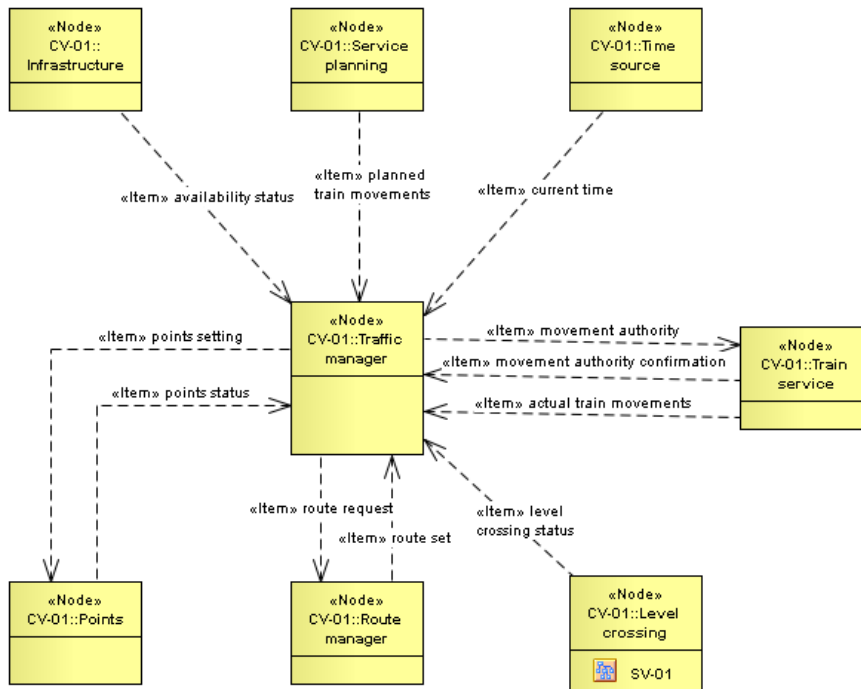 «Node»
CV-01::
Infrastructure
«Node»
CV-01::Service
planning
«Node»
CV-01::Time
source
«Item» availability status
«Item» planned
train movements
«Item» current time
«Node»
CV-01::Traffic
manager
«Item» points setting
«Item» points status
«Item» movement authority
«Item» movement authority confirmation
«Item» actual train movements
«Node»
CV-01::Train
service
«Item» route request
«Item» route set
«Item» level
crossing status
«Node»
CV-01::Points
«Node»
CV-01::Route
manager
«Node»
CV-01::Level
crossing
SV-01